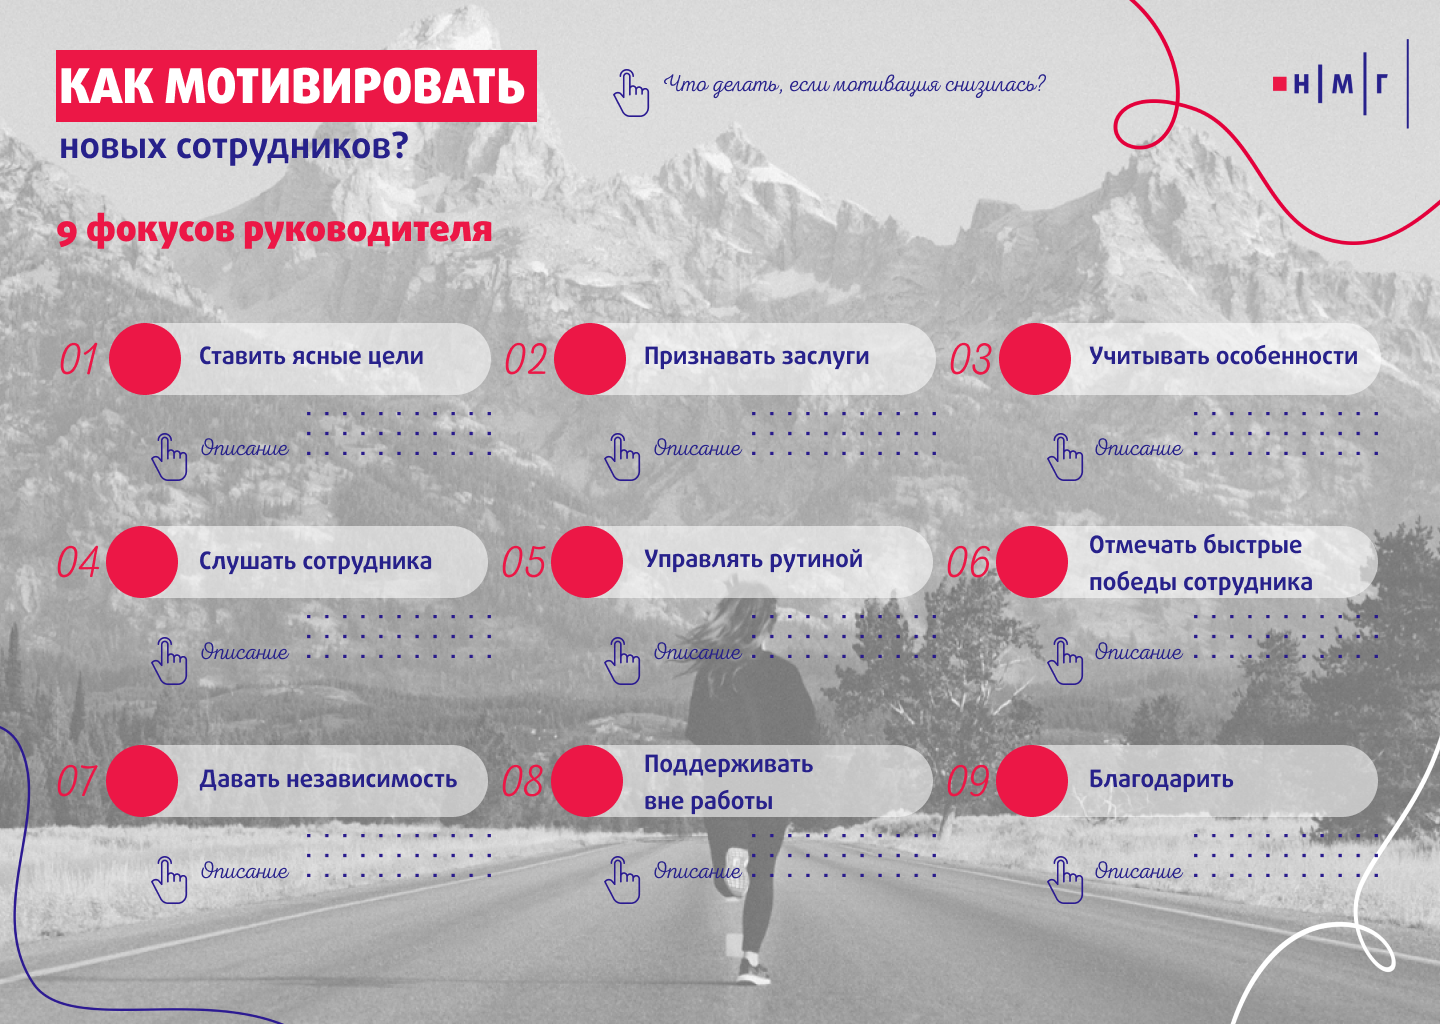 КАК МОТИВИРОВАТЬ
новых сотрудников?
Что делать, если мотивация снизилась?
Н|М|Г
9 фокусов руководителя
01 Ставить ясные цели
Описание
02 Признавать заслуги
Описание
03 Учитывать особенности
Описание
04 Слушать сотрудника
Описание
05 Управлять рутиной
Описание
06 Отмечать быстрые
победы сотрудника
Описание
07 Давать независимость
Описание
08 Поддерживать
вне работы
Описание
09 Благодарить
Описание